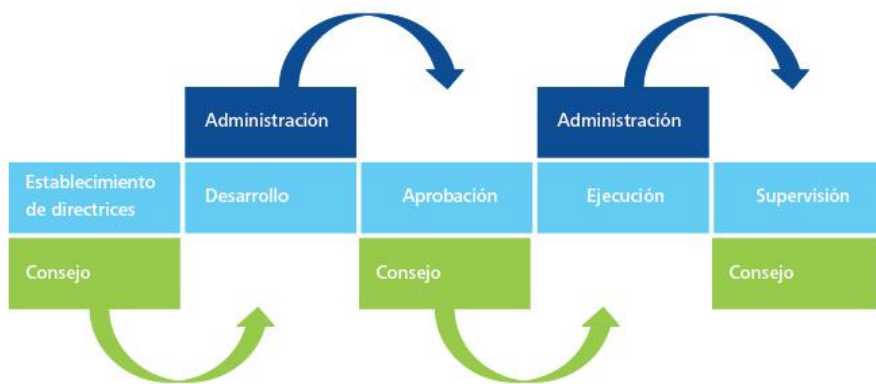 Administración
Administración
Establecimiento
de directrices
Desarrollo
Aprobación
Ejecución
Supervisión
Consejo
Consejo
Consejo